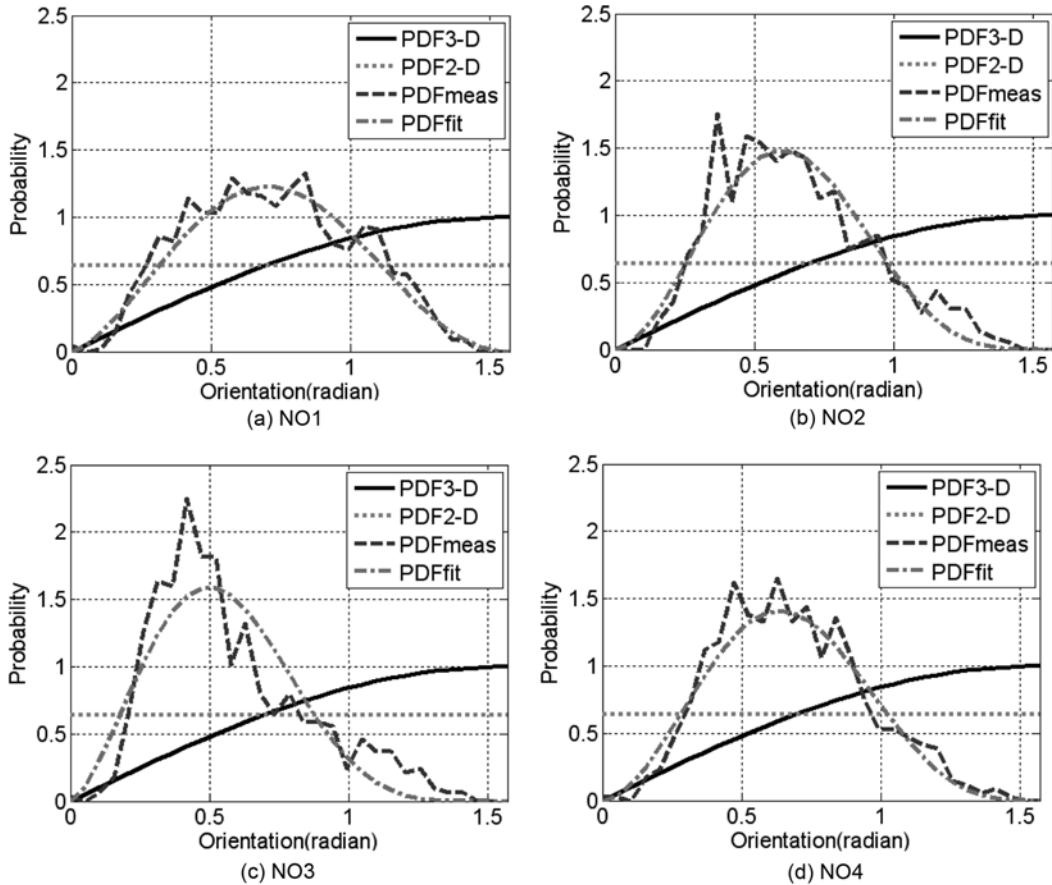 2.5
2
1.5
1
0.5
0
Probability
PDF3-D
PDF2-D
PDFmeas
PDFfit
0.5
1
1.5
Orientation(radian)
(a) NO1
2.5
2
1.5
1
0.5
0
Probability
PDF3-D
PDF2-D
PDFmeas
PDFfit
0.5
1
1.5
Orientation(radian)
(b) NO2
2.5
2
1.5
1
0.5
0
Probability
PDF3-D
PDF2-D
PDFmeas
PDFfit
0.5
1
1.5
Orientation(radian)
(c) NO3
2.5
2
1.5
1
0.5
0
Probability
PDF3-D
PDF2-D
PDFmeas
PDFfit
0.5
1
1.5
Orientation(radian)
(d) NO4